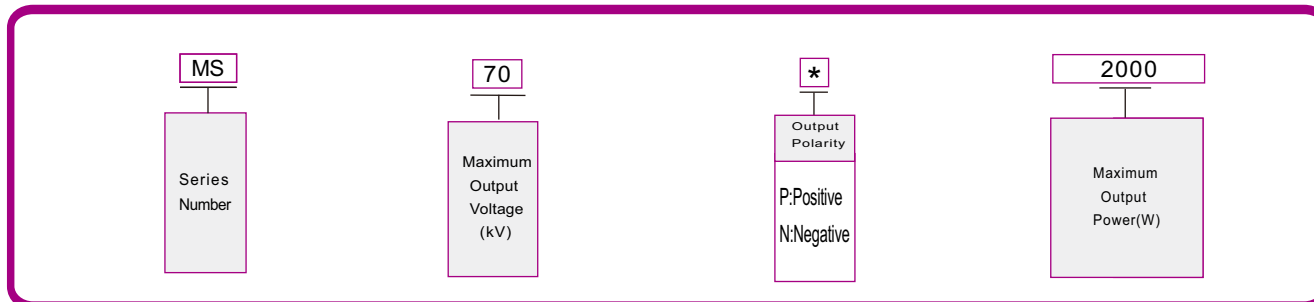 MS
70
*
2000
Series
Number
Maximum
Output
Voltage
(kV)
Output
Polarity
P:Positive
N:Negative
Maximum
Output
Power(W)